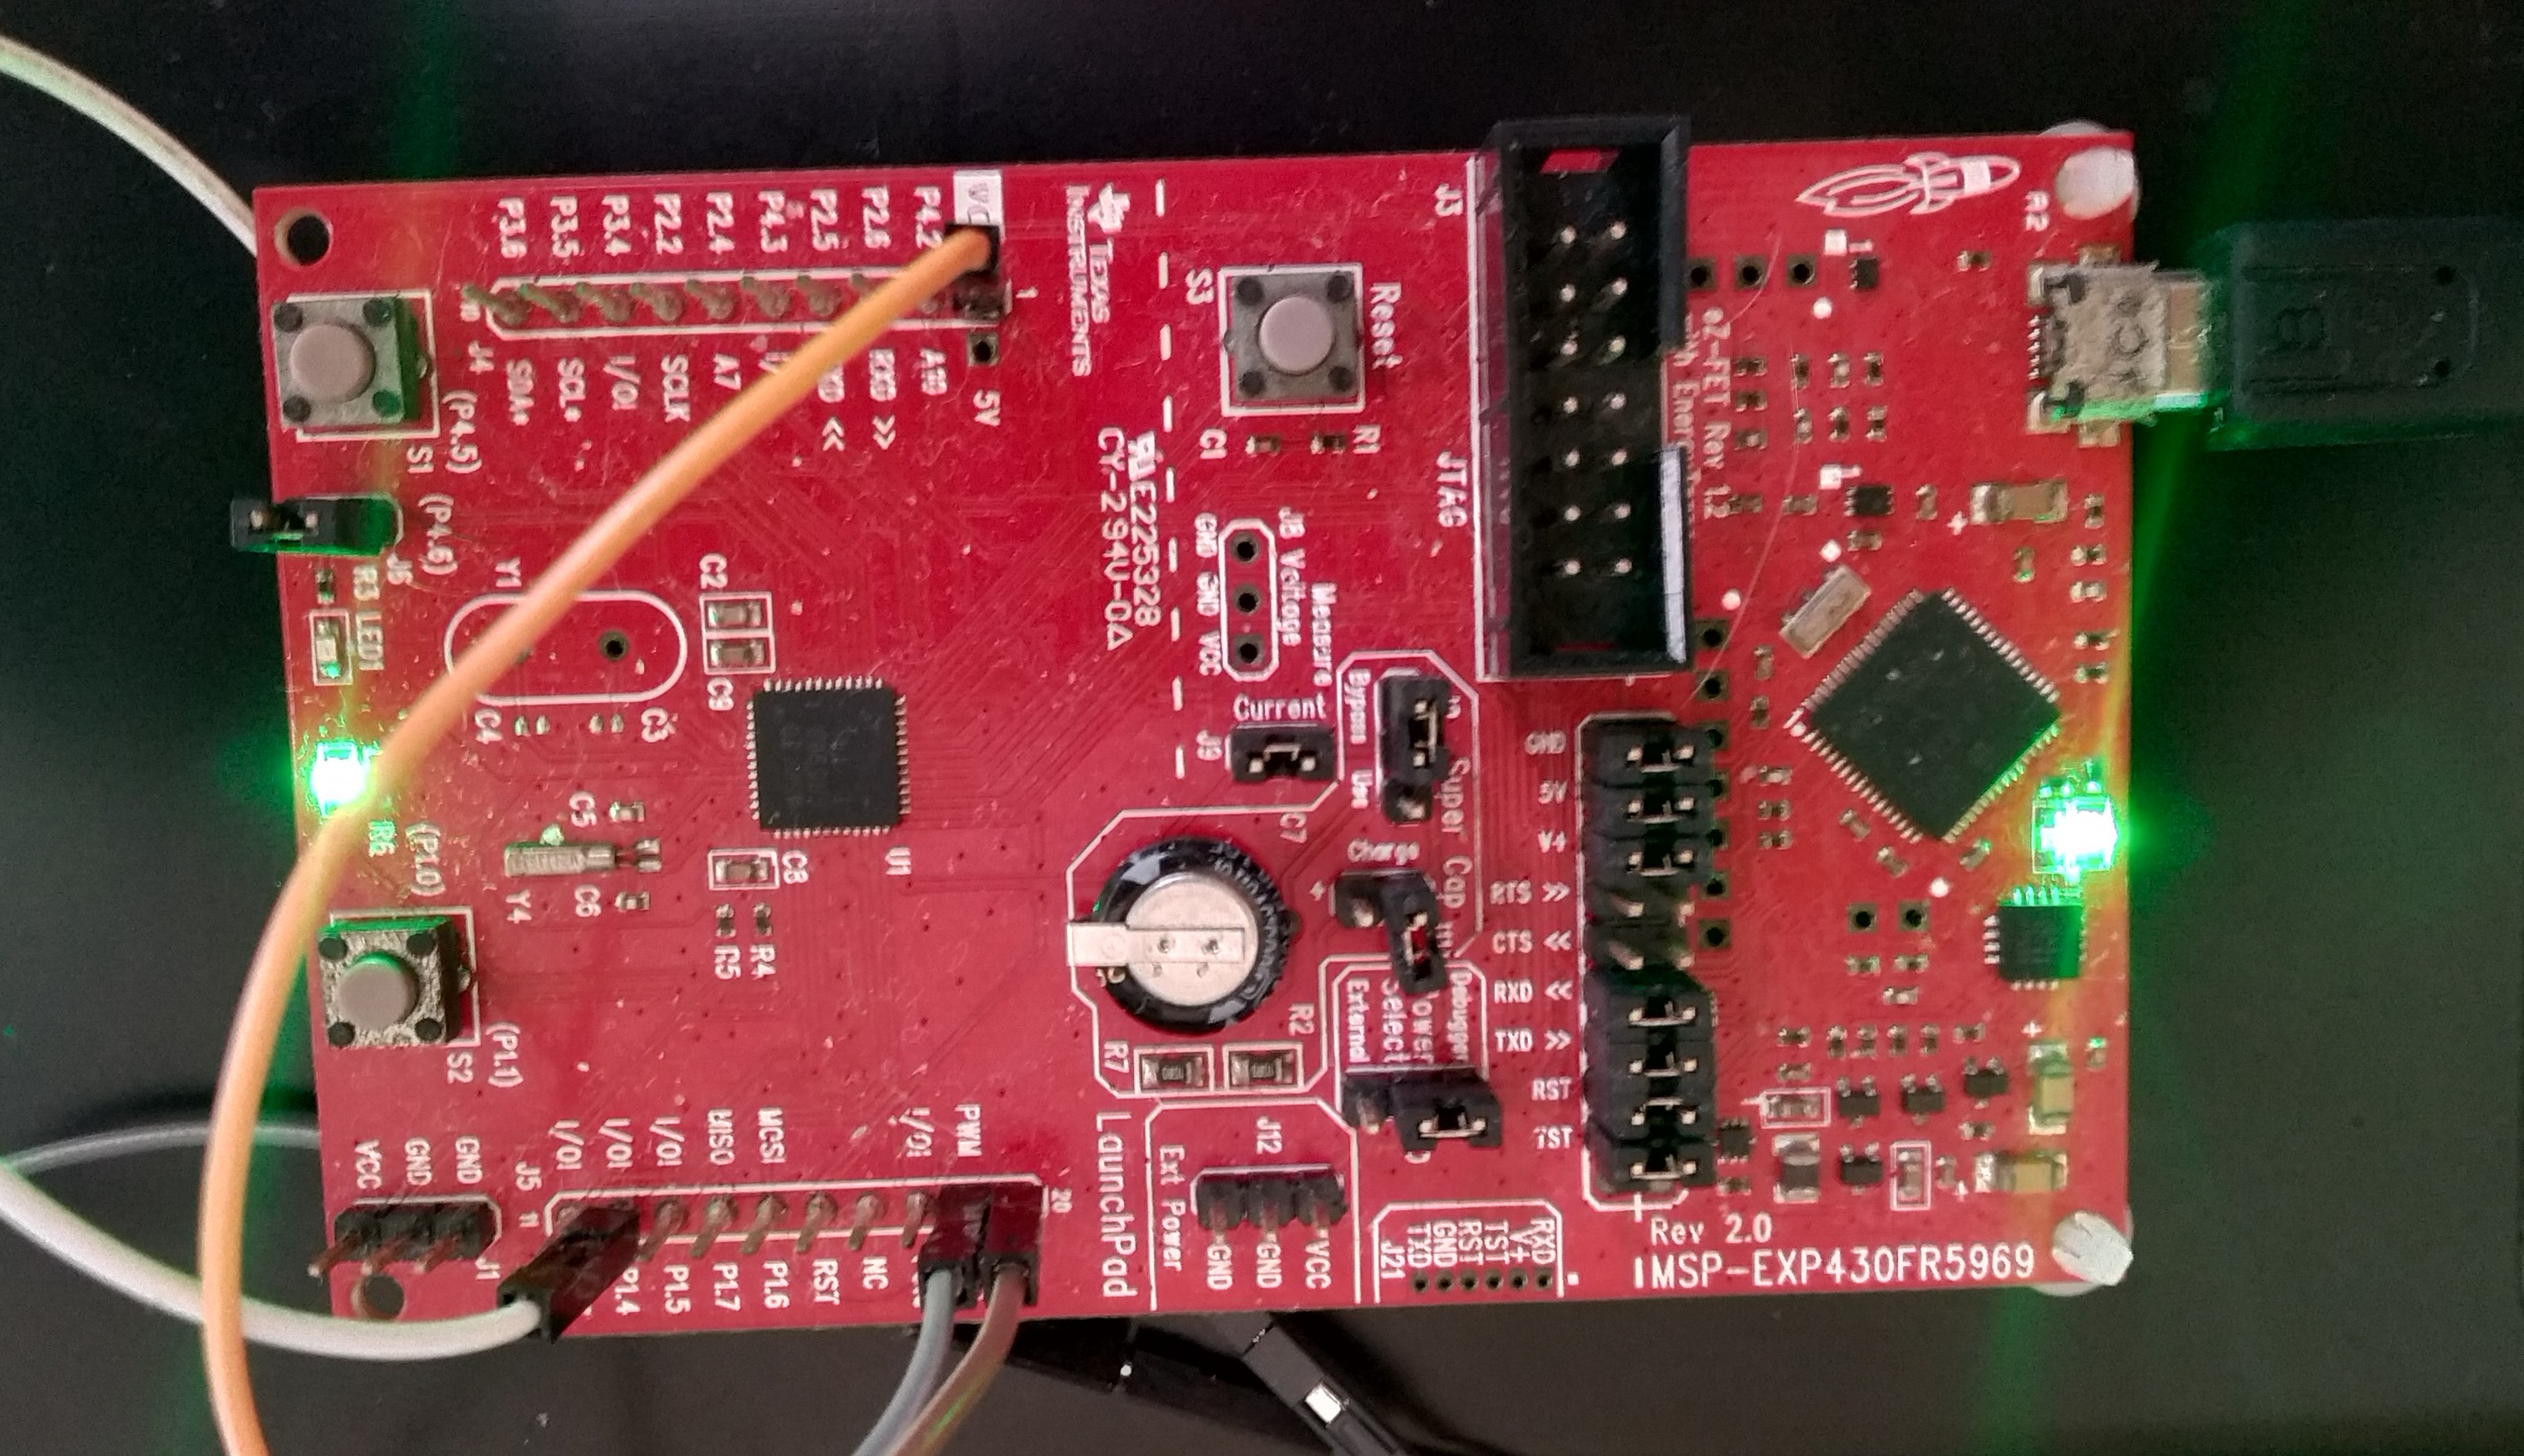 P3.6
P3.5
P3.4
P2.2
P2.4
P4.3
P2.5
P2.6
P4.2
1
J4
SDA*
SCL*
I/O!
SCLK
A7
RXD >>
5V
TEXAS
INSTRUMENTS
E225328
CY-294V-0A
S3
Reset
C1
R1
J3
JTAG
eZ-FET Rev 1.2
S1
(P4.5)
(P4.6)
J6
R3 LED1
Y1
C2
C9
C4
C3
C5
C6
Y4
C8
R5
R4
U1
R6
(P1.0)
S2
(P1.1)
Measure
J8 Voltage
GND GND VCC
Current
J9
Bypass
Use
Super Cap
Charge
C7
R7
R2
External
Power
Select
Debugger
GND
5V
V+
RTS >>
CTS <<
RXD <<
TXD >>
RST
TST
VCC
GND
GND
J1
J5
11
I/O!
I/O!
I/O!
MISO
MOSI
I/O!
PWM
20
P1.4
P1.5
P1.7
P1.6
RST
NC
LaunchPad
J12
Ext Power
GND
GND
VCC
J21
RXD
V+
TST
RST
GND
TXD
Rev 2.0
MSP-EXP430FR5969